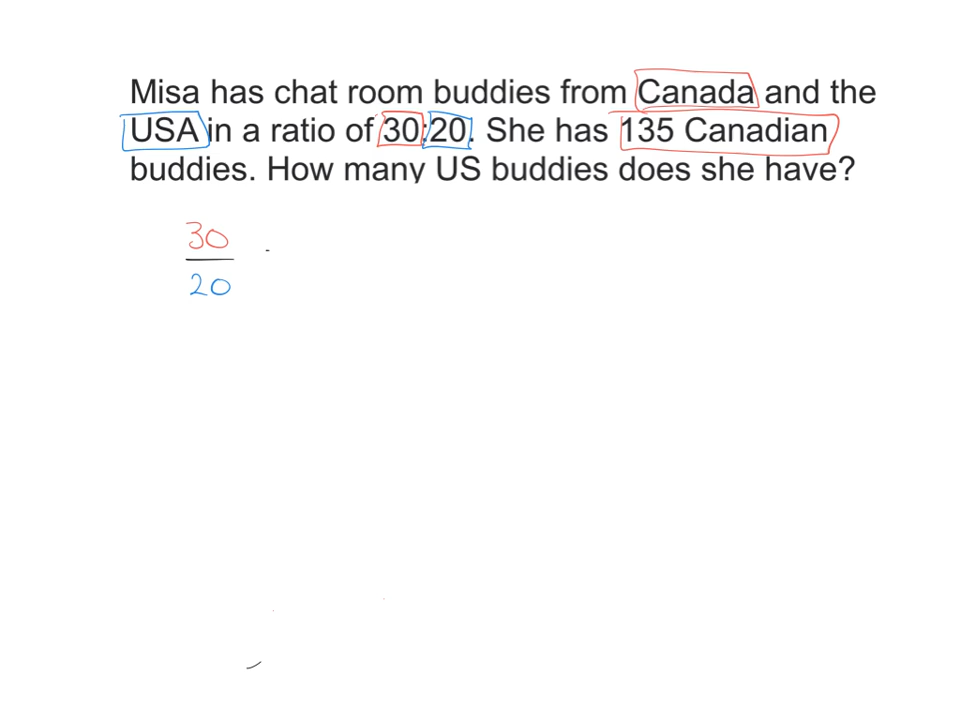 Misa has chat room buddies from Canada and the
USA in a ratio of 30:20. She has 135 Canadian
buddies. How many US buddies does she have?
30
20